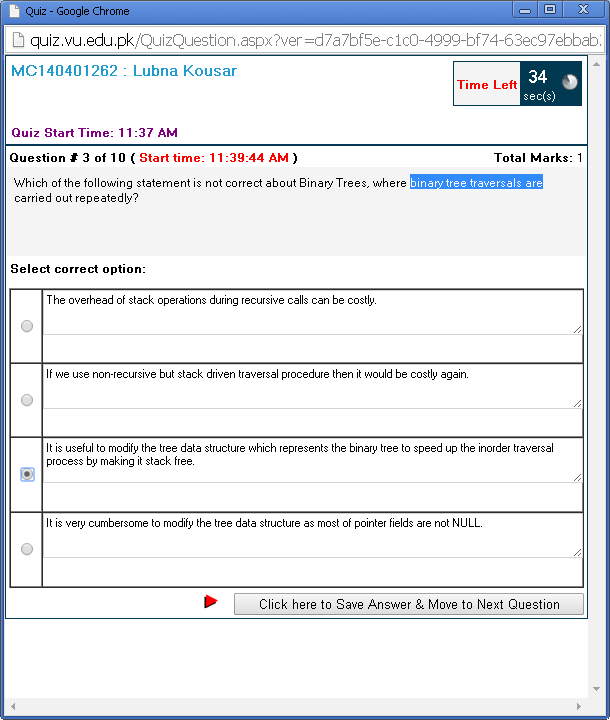 Quiz - Google Chrome
quiz.vu.edu.pk/QuizQuestion.aspx?ver=d7a7bf5e-c1c0-4999-bf74-63ec97ebbab
MC140401262 : Lubna Kousar
Time Left 34
sec(s)
Quiz Start Time: 11:37 AM
Question # 3 of 10 ( Start time: 11:39:44 AM ) Total Marks: 1
Which of the following statement is not correct about Binary Trees, where binary tree traversals are
carried out repeatedly?
Select correct option:
The overhead of stack operations during recursive calls can be costly.
If we use non-recursive but stack driven traversal procedure then it would be costly again.
It is useful to modify the tree data structure which represents the binary tree to speed up the inorder traversal
process by making it stack free.
It is very cumbersome to modify the tree data structure as most of pointer fields are not NULL.
Click here to Save Answer & Move to Next Question